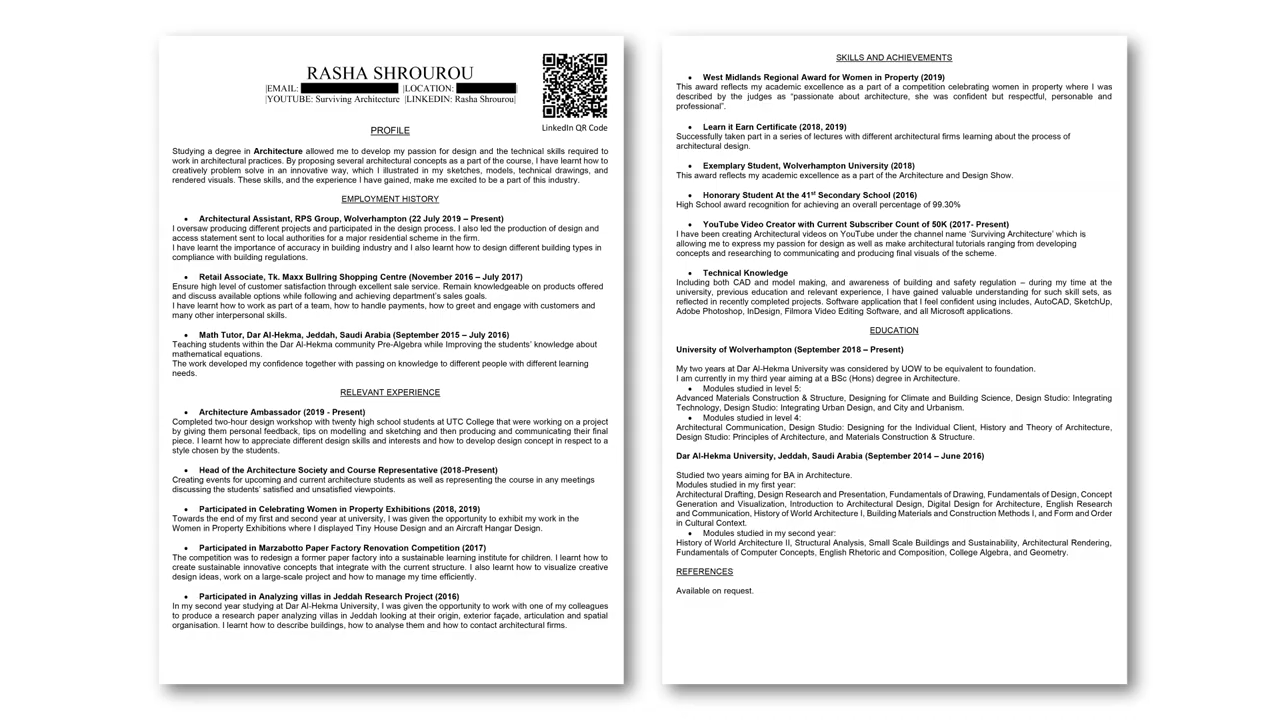 RASHA SHROUROU
|EMAIL: |LOCATION: |
|YOUTUBE: Surviving Architecture |LINKEDIN: Rasha Shrourou|
LinkedIn QR Code
PROFILE
Studying a degree in Architecture allowed me to develop my passion for design and the technical skills required to
work in architectural practices. By proposing several architectural concepts as a part of the course, I have learnt how to
creatively problem solve in an innovative way, which I illustrated in my sketches, models, technical drawings, and
rendered visuals. These skills, and the experience I have gained, make me excited to be a part of this industry.
EMPLOYMENT HISTORY
• Architectural Assistant, RPS Group, Wolverhampton (22 July 2019 – Present)
I oversaw producing different projects and participated in the design process. I also led the production of design and
access statement sent to local authorities for a major residential scheme in the firm.
I have learnt the importance of accuracy in building industry and I also learnt how to design different building types in
compliance with building regulations.
• Retail Associate, Tk. Maxx Bullring Shopping Centre (November 2016 – July 2017)
Ensure high level of customer satisfaction through excellent sale service. Remain knowledgeable on products offered
and discuss available options while following and achieving department's sales goals.
I have learnt how to work as part of a team, how to handle payments, how to greet and engage with customers and
many other interpersonal skills.
• Math Tutor, Dar Al-Hekma, Jeddah, Saudi Arabia (September 2015 – July 2016)
Teaching students within the Dar Al-Hekma community Pre-Algebra while Improving the students' knowledge about
mathematical equations.
The work developed my confidence together with passing on knowledge to different people with different learning
needs.
RELEVANT EXPERIENCE
• Architecture Ambassador (2019 - Present)
Completed two-hour design workshop with twenty high school students at UTC College that were working on a project
by giving them personal feedback, tips on modelling and sketching and then producing and communicating their final
piece. I learnt how to appreciate different design skills and interests and how to develop design concept in respect to a
style chosen by the students.
• Head of the Architecture Society and Course Representative (2018-Present)
Creating events for upcoming and current architecture students as well as representing the course in any meetings
discussing the students' satisfied and unsatisfied viewpoints.
• Participated in Celebrating Women in Property Exhibitions (2018, 2019)
Towards the end of my first and second year at university, I was given the opportunity to exhibit my work in the
Women in Property Exhibitions where I displayed Tiny House Design and an Aircraft Hangar Design.
• Participated in Marzabotto Paper Factory Renovation Competition (2017)
The competition was to redesign a former paper factory into a sustainable learning institute for children. I learnt how to
create sustainable innovative concepts that integrate with the current structure. I also learnt how to visualize creative
design ideas, work on a large-scale project and how to manage my time efficiently.
• Participated in Analyzing villas in Jeddah Research Project (2016)
In my second year studying at Dar Al-Hekma University, I was given the opportunity to work with one of my colleagues
to produce a research paper analyzing villas in Jeddah looking at their origin, exterior façade, articulation and spatial
organisation. I learnt how to describe buildings, how to analyse them and how to contact architectural firms.
SKILLS AND ACHIEVEMENTS
• West Midlands Regional Award for Women in Property (2019)
This award reflects my academic excellence as a part of a competition celebrating women in property where I was
described by the judges as “passionate about architecture, she was confident but respectful, personable and
professional”.
• Learn it Earn Certificate (2018, 2019)
Successfully taken part in a series of lectures with different architectural firms learning about the process of
architectural design.
• Exemplary Student, Wolverhampton University (2018)
This award reflects my academic excellence as a part of the Architecture and Design Show.
• Honorary Student At the 41st Secondary School (2016)
High School award recognition for achieving an overall percentage of 99.30%
• YouTube Video Creator with Current Subscriber Count of 50K (2017- Present)
I have been creating Architectural videos on YouTube under the channel name ‘Surviving Architecture’ which is
allowing me to express my passion for design as well as make architectural tutorials ranging from developing
concepts and researching to communicating and producing final visuals of the scheme.
• Technical Knowledge
Including both CAD and model making, and awareness of building and safety regulation – during my time at the
university, previous education and relevant experience, I have gained valuable understanding for such skill sets, as
reflected in recently completed projects. Software application that I feel confident using includes, AutoCAD, SketchUp,
Adobe Photoshop, InDesign, Filmora Video Editing Software, and all Microsoft applications.
EDUCATION
University of Wolverhampton (September 2018 – Present)
My two years at Dar Al-Hekma University was considered by UOW to be equivalent to foundation.
I am currently in my third year aiming at a BSc (Hons) degree in Architecture.
• Modules studied in level 5:
Advanced Materials Construction & Structure, Designing for Climate and Building Science, Design Studio: Integrating
Technology, Design Studio: Integrating Urban Design, and City and Urbanism.
• Modules studied in level 4:
Architectural Communication, Design Studio: Designing for the Individual Client, History and Theory of Architecture,
Design Studio: Principles of Architecture, and Materials Construction & Structure.
Dar Al-Hekma University, Jeddah, Saudi Arabia (September 2014 – June 2016)
Studied two years aiming for BA in Architecture.
Modules studied in my first year:
Architectural Drafting, Design Research and Presentation, Fundamentals of Drawing, Fundamentals of Design, Concept
Generation and Visualization, Introduction to Architectural Design, Digital Design for Architecture, English Research
and Communication, History of World Architecture I, Building Materials and Construction Methods I, and Form and Order
in Cultural Context.
• Modules studied in my second year:
History of World Architecture II, Structural Analysis, Small Scale Buildings and Sustainability, Architectural Rendering,
Fundamentals of Computer Concepts, English Rhetoric and Composition, College Algebra, and Geometry.
REFERENCES
Available on request.